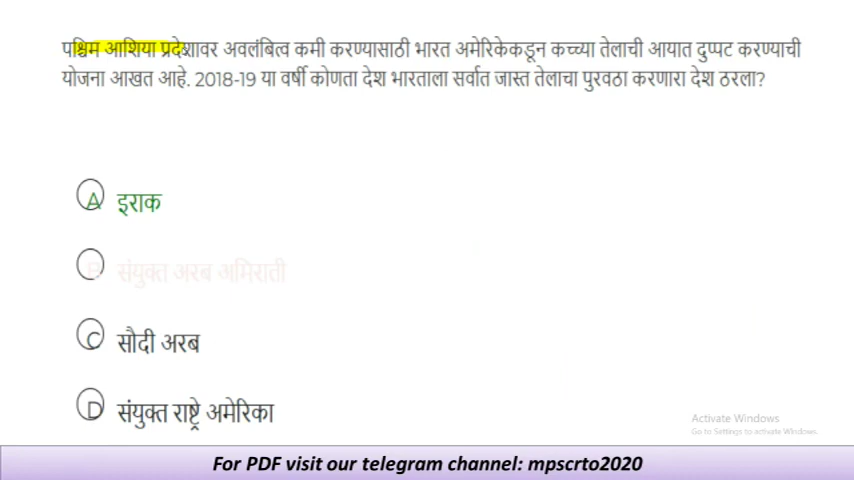 पश्चिम आशिया प्रदेशावर अवलंबित्व कमी करण्यासाठी भारत अमेरिकेकडून कच्च्या तेलाची आयात दुप्पट करण्याची
योजना आखत आहे. 2018-19 या वर्षी कोणता देश भारताला सर्वात जास्त तेलाचा पुरवठा करणारा देश ठरला?
A इराक
B संयुक्त अरब अमिराती
C सौदी अरब
D संयुक्त राष्ट्रे अमेरिका
Activate Windows
Go to Settings to activate Windows.
For PDF visit our telegram channel: mpscrto2020